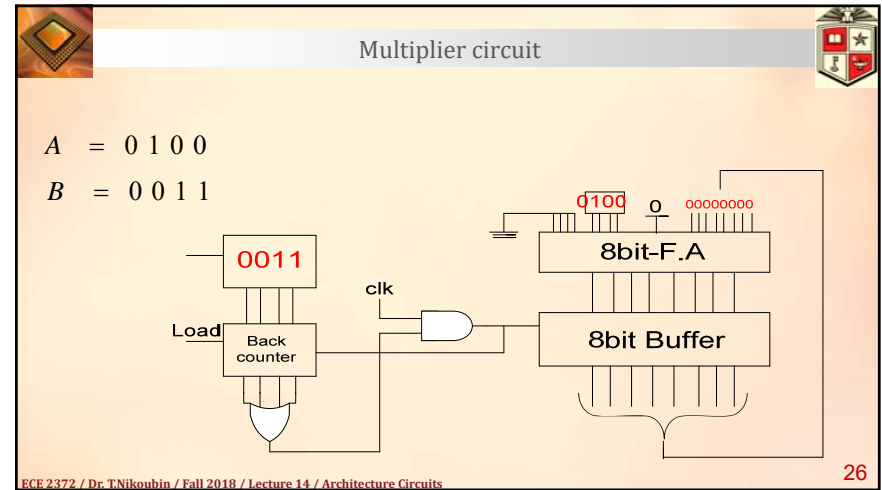 Multiplier circuit
A = 0 1 0 0
B = 0 0 1 1
0100
0
00000000
8bit-F.A
0011
clk
Load
Back
counter
8bit Buffer
ECE 2372 / Dr. T.Nikoubin / Fall 2018 / Lecture 14 / Architecture Circuits
26